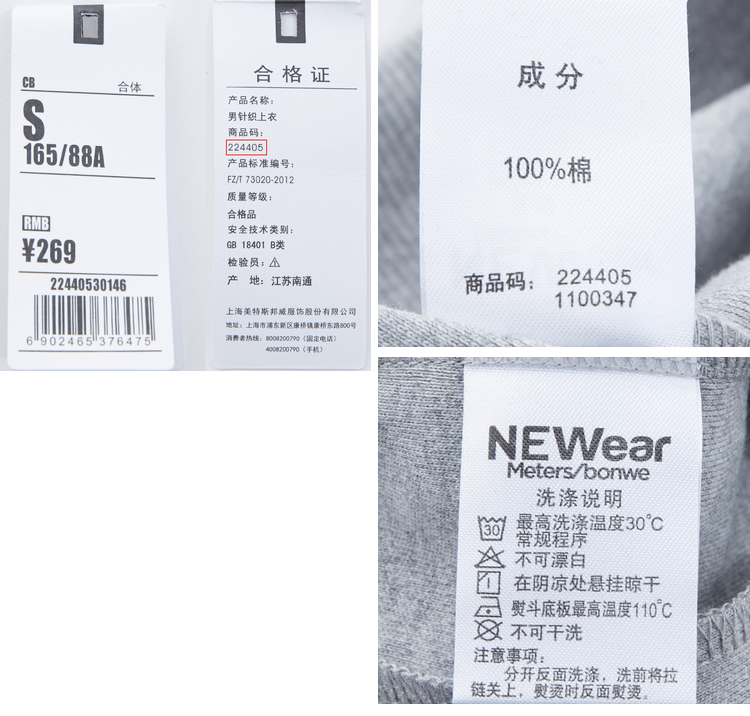 CB 合体
S
165/88A
RMB
¥269
22440530146
6 902465 376475
合格证
产品名称:
男针织上衣
商品码:
224405
产品标准编号:
FZ/T 73020-2012
质量等级:
合格品
安全技术类别:
GB 18401 B类
检验员:
产 地: 江苏南通
上海美特斯邦威服饰股份有限公司
地址: 上海市浦东新区康桥镇康桥东路800号
消费者热线: 8008200790 (固定电话)
4008200790 (手机)
成分
100%棉
商品码: 224405
1100347
NEWear
Meters/bonwe
洗涤说明
30 最高洗涤温度30℃
常规程序
不可漂白
在阴凉处悬挂晾干
熨斗底板最高温度110℃
不可干洗
注意事项:
分开反面洗涤, 洗前将拉
链关上, 熨烫时反面熨烫。